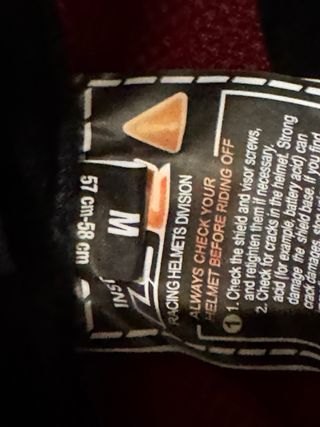 M
57 cm-58 cm
RACING HELMETS DIVISION
ALWAYS CHECK YOUR
HELMET BEFORE RIDING OFF
1 1. Check the shield and visor screws,
and retighten them if necessary.
2. Check for cracks in the helmet. Strong
acid (for example, battery acid) can
damage the shield base. If you find
crack damages, stop